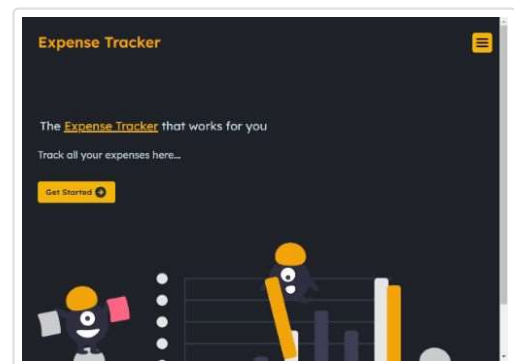 Expense Tracker
The Expense Tracker that works for you
Track all your expenses here...
Get Started